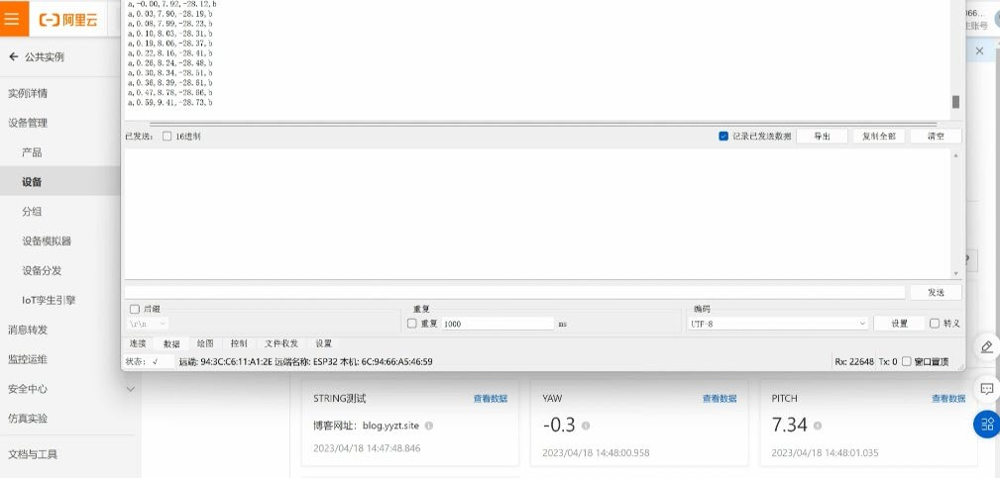 阿里云
公共实例
实例详情
设备管理
产品
设备
分组
设备模拟器
设备分发
IoT孪生引擎
消息转发
监控运维
安全中心
仿真实验
文档与工具
a,-0.00,7.92,-28.12,b
a,0.03,7.90,-28.19,b
a,0.08,7.99,-28.23,b
a,0.10,8.03,-28.31,b
a,0.19,8.06,-28.37,b
a,0.22,8.16,-28.41,b
a,0.26,8.24,-28.48,b
a,0.30,8.34,-28.51,b
a,0.36,8.39,-28.61,b
a,0.47,8.78,-28.66,b
a,0.59,9.41,-28.73,b
已发送: 16进制 记录已发送数据 导出 复制全部 清空
发送
后缀 重复 编码
\r\n 重复 1000 ms UTF-8 设置 转义
连接 数据 绘图 控制 文件收发 设置
状态: √ 远端: 94:3C:C6:11:A1:2E 远端名称: ESP32 本机: 6C:94:66:A5:46:59 Rx: 22648 Tx: 0 窗口置顶
STRING测试 查看数据
博客网址：blog.yyzt.site
2023/04/18 14:47:48.846
YAW 查看数据
-0.3
2023/04/18 14:48:00.958
PITCH 查看数据
7.34
2023/04/18 14:48:01.035